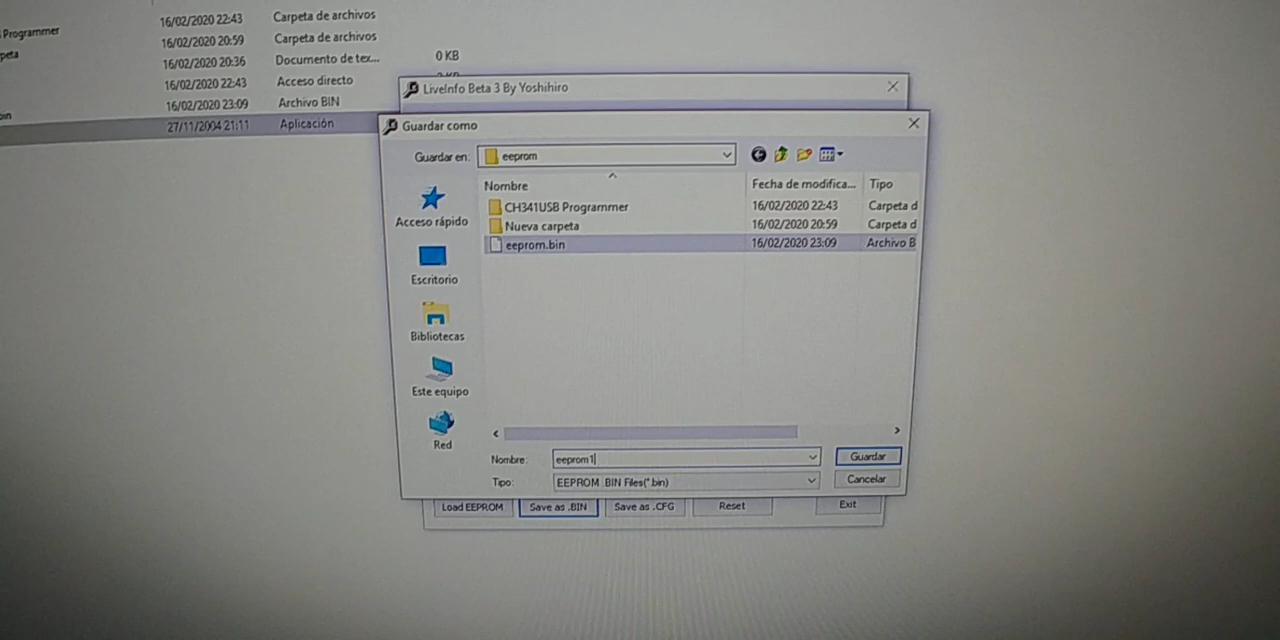 16/02/2020 22:43 Carpeta de archivos
Programmer 16/02/2020 20:59 Carpeta de archivos
peta 16/02/2020 20:36 Documento de tex... 0 KB
16/02/2020 22:43 Acceso directo
bin 16/02/2020 23:09 Archivo BIN
27/11/2004 21:11 Aplicación
LiveInfo Beta 3 By Yoshihiro
Guardar como
Guardar en: eeprom
Nombre Fecha de modifica... Tipo
CH341USB Programmer 16/02/2020 22:43 Carpeta d
Nueva carpeta 16/02/2020 20:59 Carpeta d
eeprom.bin 16/02/2020 23:09 Archivo B
Acceso rápido
Escritorio
Bibliotecas
Este equipo
Red
Nombre: eeprom1 Guardar
Tipo: EEPROM .BIN Files(*.bin) Cancelar
Load EEPROM Save as .BIN Save as .CFG Reset Exit